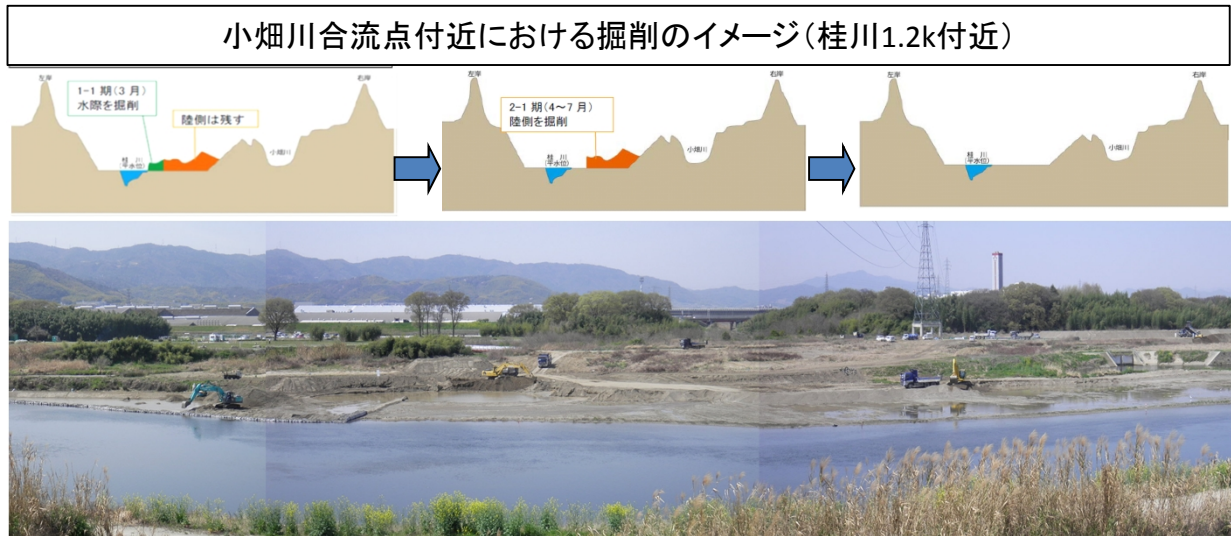 小畑川合流点付近における掘削のイメージ（桂川1.2k付近）
左岸
右岸
1-1 期（3 月）
水際を掘削
陸側は残す
桂 川
（平水位）
小畑川
左岸
右岸
2-1 期（4～7 月）
陸側を掘削
桂 川
（平水位）
小畑川
左岸
右岸
桂 川
（平水位）
小畑川